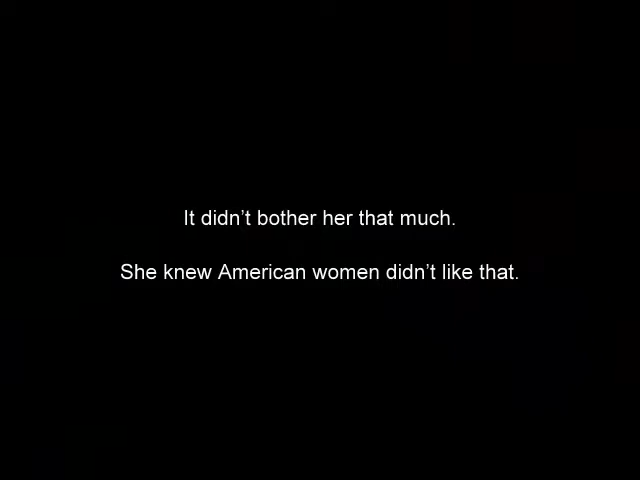 It didn’t bother her that much.
She knew American women didn’t like that.